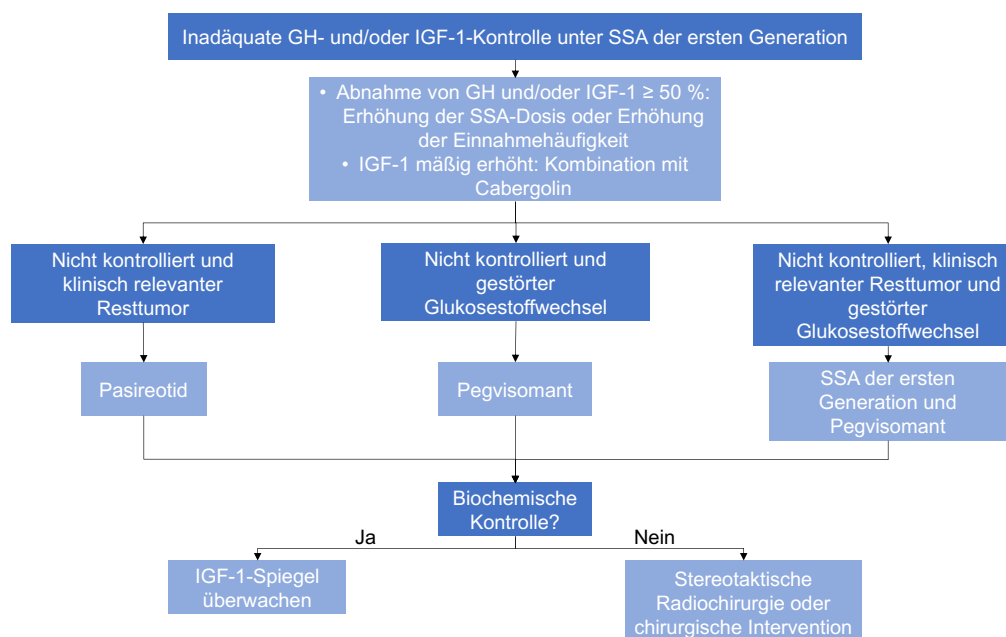 Inadäquate GH- und/oder IGF-1-Kontrolle unter SSA der ersten Generation
• Abnahme von GH und/oder IGF-1 ≥ 50 %:
Erhöhung der SSA-Dosis oder Erhöhung
der Einnahmehäufigkeit
• IGF-1 mäßig erhöht: Kombination mit
Cabergolin
Nicht kontrolliert und
klinisch relevanter
Resttumor
Nicht kontrolliert und
gestörter
Glukosestoffwechsel
Nicht kontrolliert, klinisch
relevanter Resttumor und
gestörter
Glukosestoffwechsel
Pasireotid
Pegvisomant
SSA der ersten
Generation und
Pegvisomant
Biochemische
Kontrolle?
Ja
Nein
IGF-1-Spiegel
überwachen
Stereotaktische
Radiochirurgie oder
chirurgische Intervention